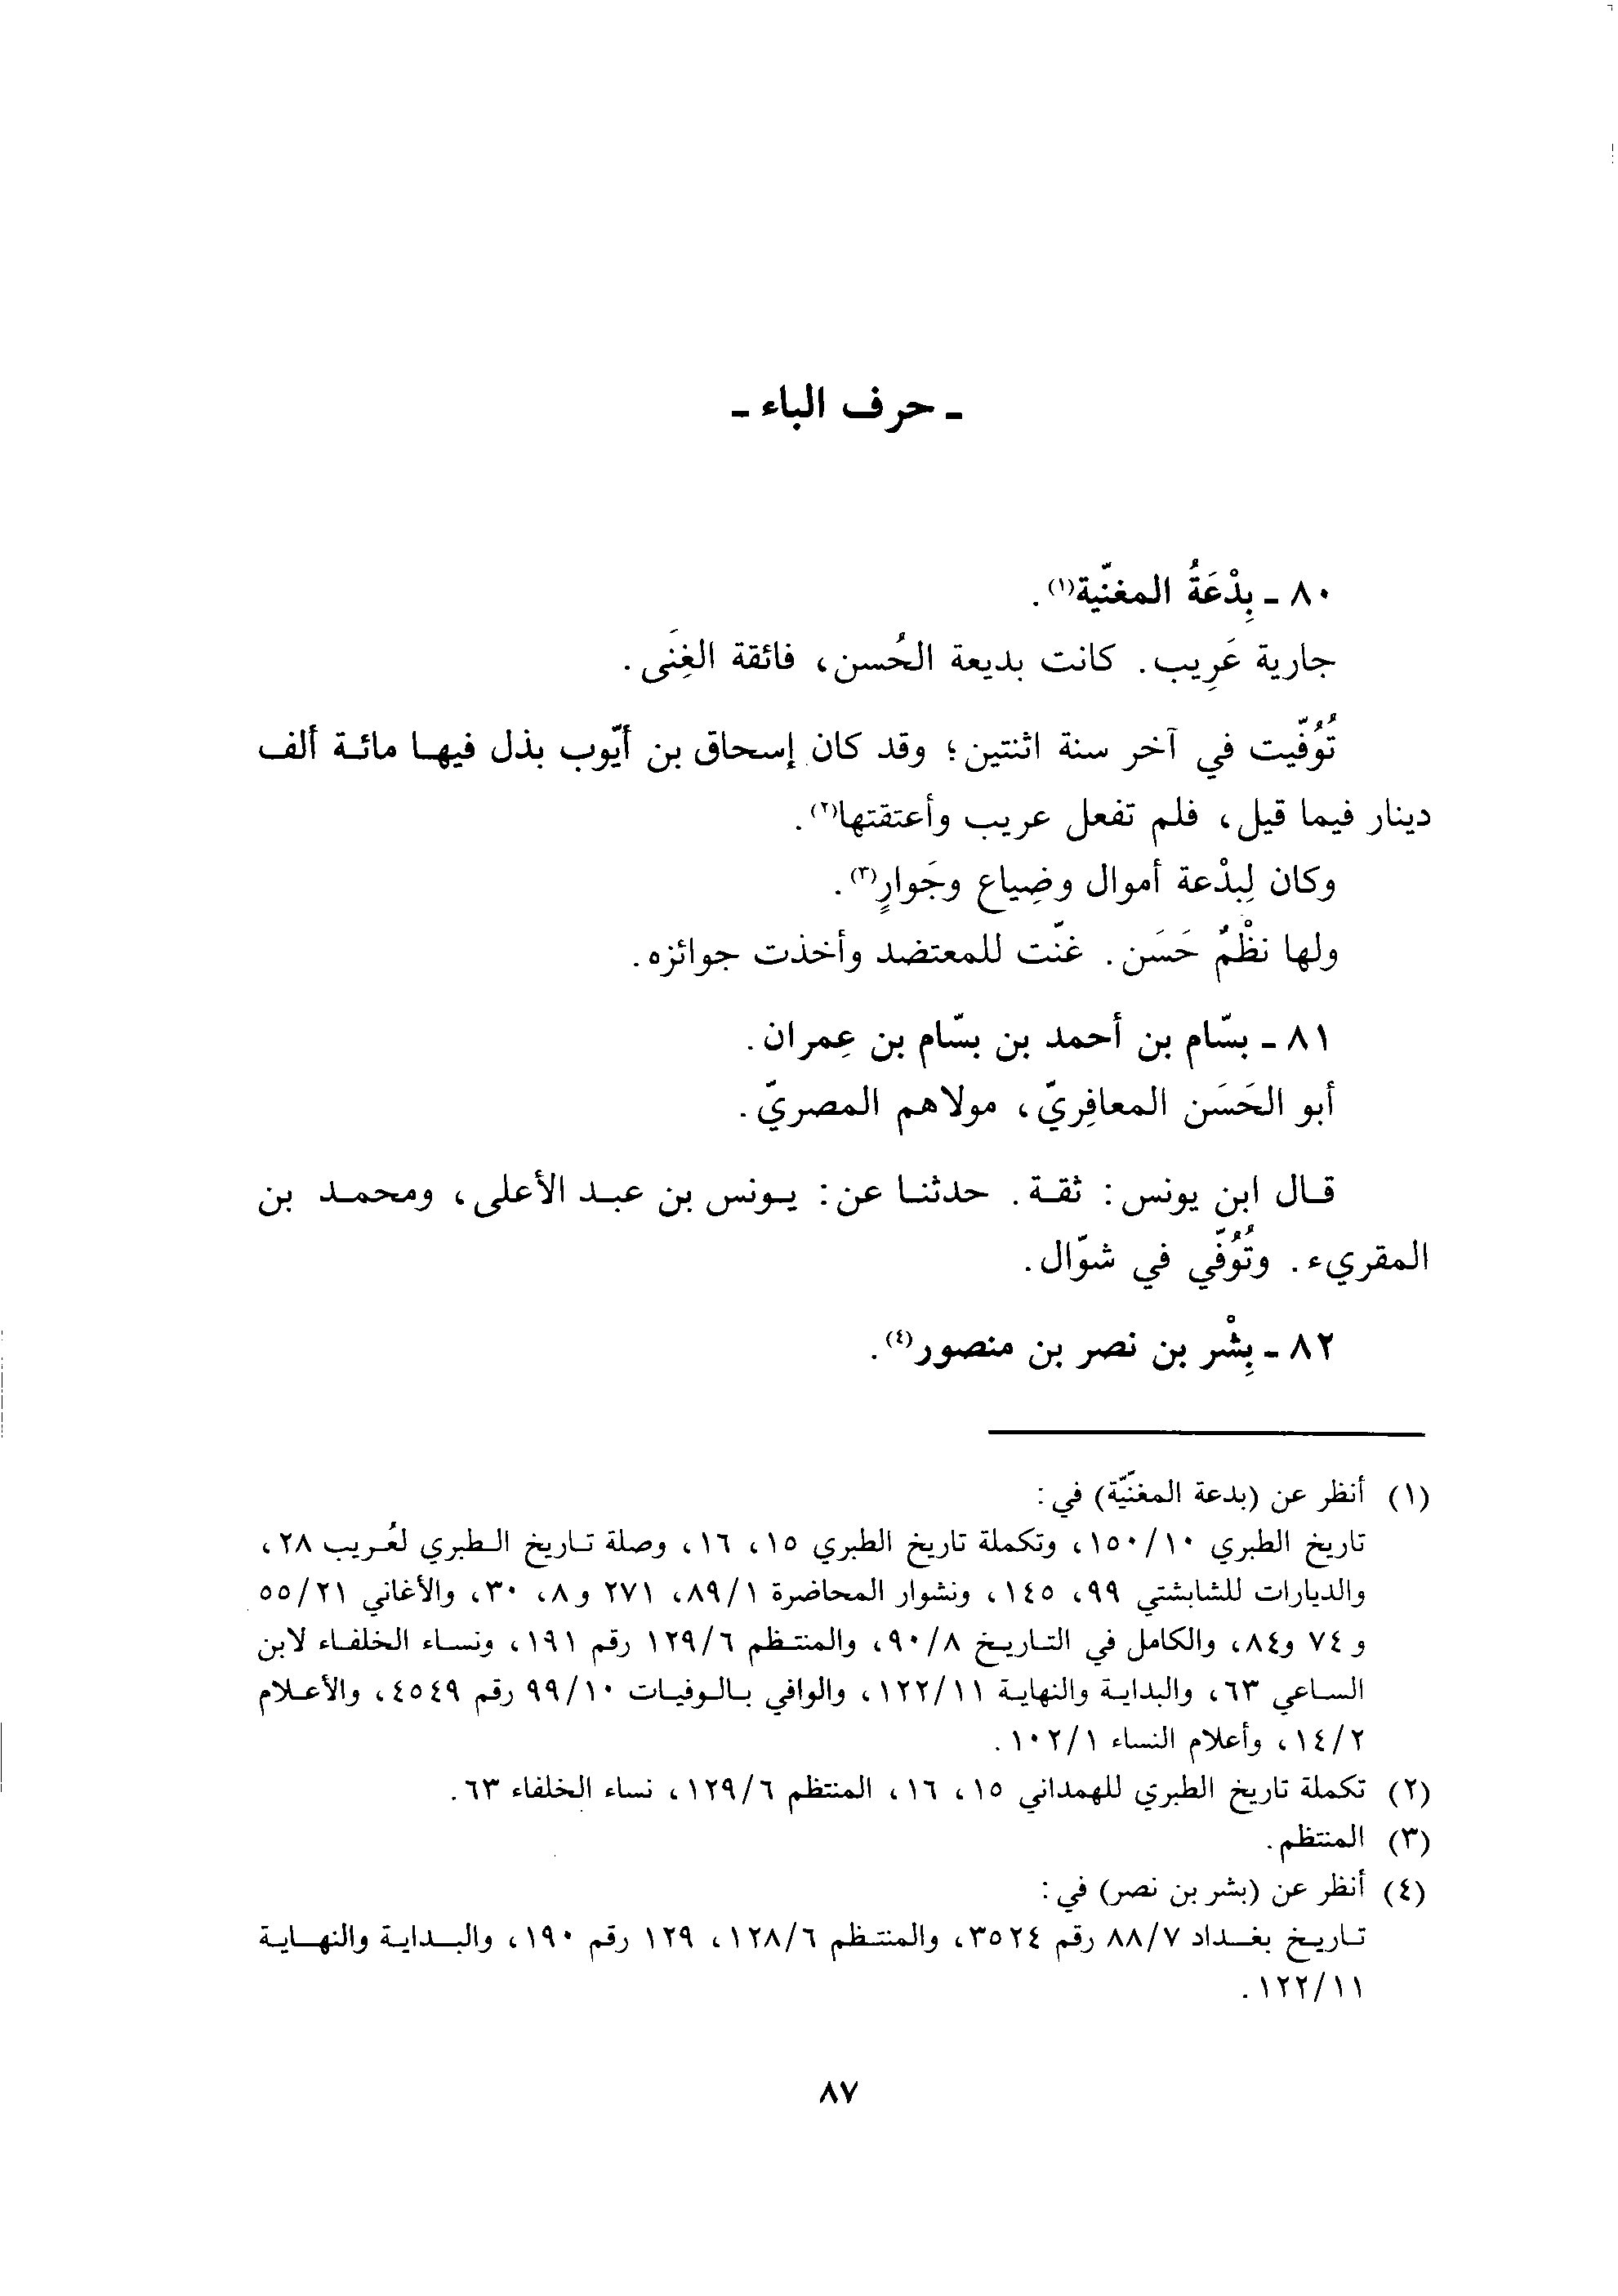 ـ حرف الباء ـ
٨٠ ـ بِدْعَةُ المغنّية(١).
جارية عَرِيب. كانت بديعة الحُسن، فائقة الغِنَى.
تُوُفّيت في آخر سنة اثنتين؛ وقد كان إسحاق بن أيّوب بذل فيها مائة ألف
دينار فيما قيل، فلم تفعل عريب وأعتقتها(٢).
وكان لِبِدْعة أموال وضِياع وجَوارٍ(٣).
ولها نظْمٌ حَسَن. غنّت للمعتضد وأخذت جوائزه.
٨١ ـ بسّام بن أحمد بن بسّام بن عِمران.
أبو الحَسَن المعافِريّ، مولاهم المصريّ.
قال ابن يونس: ثقة. حدثنا عن: يونس بن عبد الأعلى، ومحمد بن
المقريء. وتُوُفّي في شوّال.
٨٢ ـ بِشْر بن نصر بن منصور(٤).
(١) أنظر عن (بدعة المغنّية) في:
تاريخ الطبري ١٥٠/١٠، وتكملة تاريخ الطبري ١٥، ١٦، وصلة تاريخ الطبري لعُريب ٢٨،
والديارات للشابشتي ٩٩، ١٤٥، ونشوار المحاضرة ٨٩/١، ٢٧١ و٨، ٣٠، والأغاني ٥٥/٢١
و ٧٤ و٨٤، والكامل في التاريخ ٩٠/٨، والمنتظم ١٢٩/٦ رقم ١٩١، ونساء الخلفاء لابن
الساعي ٦٣، والبداية والنهاية ١٢٢/١١، والوافي بالوفيات ٩٩/١٠ رقم ٤٥٤٩، والأعلام
١٤/٢، وأعلام النساء ١٠٢/١.
(٢) تكملة تاريخ الطبري للهمداني ١٥، ١٦، المنتظم ١٢٩/٦، نساء الخلفاء ٦٣.
(٣) المنتظم.
(٤) أنظر عن (بشر بن نصر) في:
تاريخ بغداد ٨٨/٧ رقم ٣٥٢٤، والمنتظم ١٢٨/٦، ١٢٩ رقم ١٩٠، والبداية والنهاية
١٢٢/١١.
٨٧